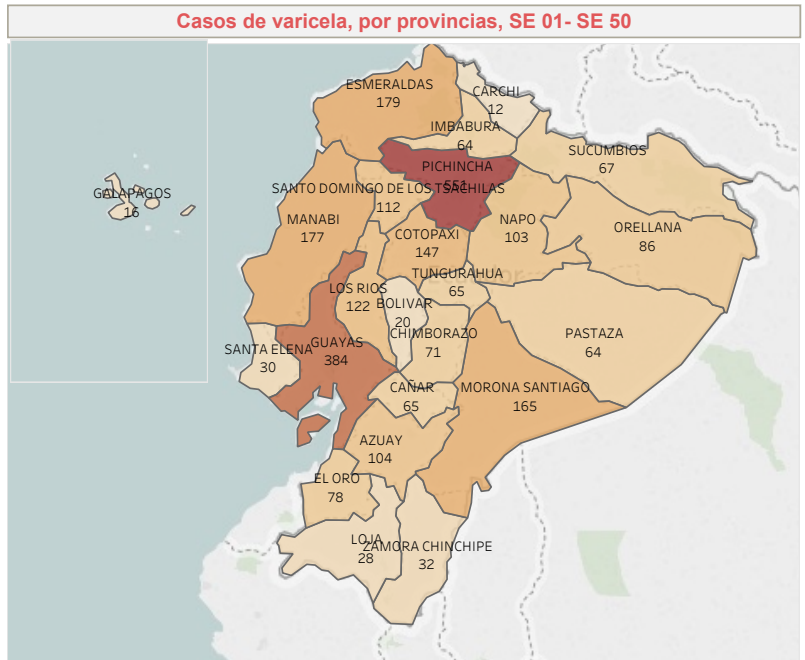 Casos de varicela, por provincias, SE 01- SE 50
ESMERALDAS
179
CARCHI
12
IMBABURA
64
PICHINCHA
551
SUCUMBIOS
67
GALAPAGOS
16
SANTO DOMINGO DE LOS TSACHILAS
112
MANABI
177
NAPO
103
ORELLANA
86
COTOPAXI
147
TUNGURAHUA
65
Ecuador
LOS RIOS
122
BOLIVAR
20
CHIMBORAZO
71
PASTAZA
64
SANTA ELENA
30
GUAYAS
384
CAÑAR
65
MORONA SANTIAGO
165
AZUAY
104
EL ORO
78
LOJA
28
ZAMORA CHINCHIPE
32